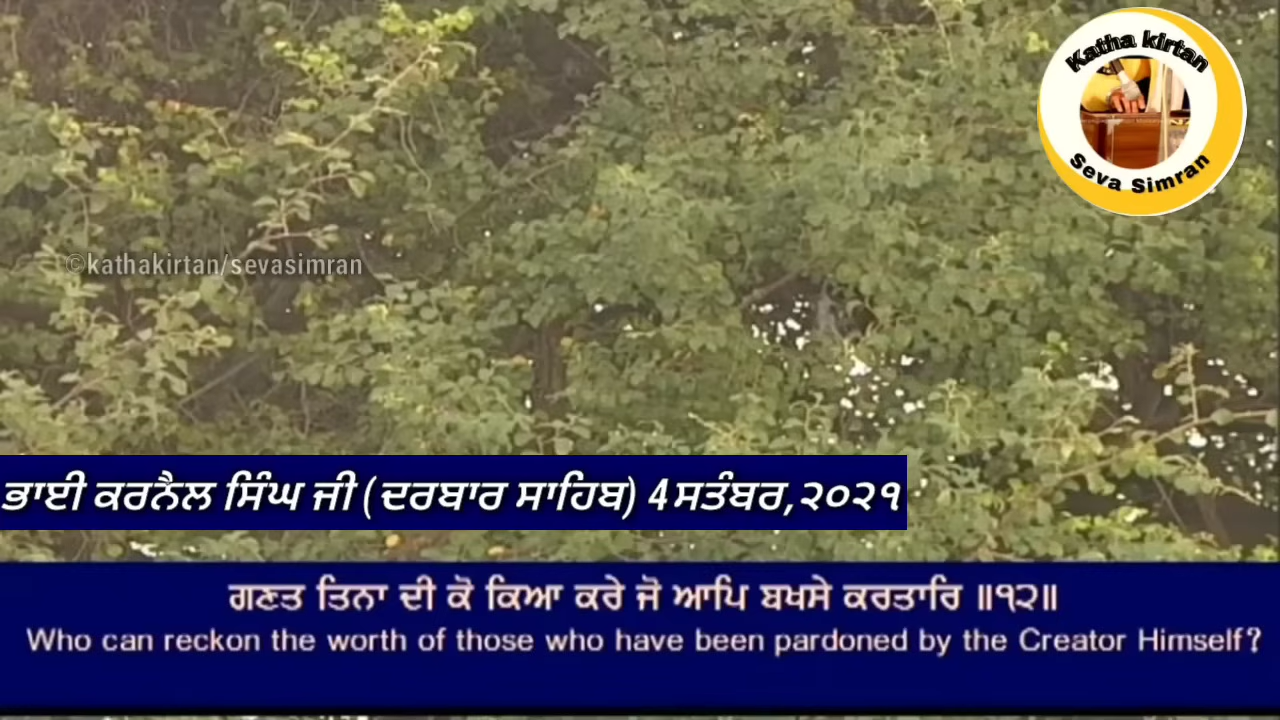 Katha kirtan
Seva Simran
©kathakirtan/sevasimran
ਭਾਈ ਕਰਨੈਲ ਸਿੰਘ ਜੀ (ਦਰਬਾਰ ਸਾਹਿਬ) 4 ਸਤੰਬਰ,੨੦੨੧
ਗਣਤ ਤਿਨਾ ਦੀ ਕੋ ਕਿਆ ਕਰੇ ਜੋ ਆਪਿ ਬਖਸੇ ਕਰਤਾਰਿ ॥੧੨॥
Who can reckon the worth of those who have been pardoned by the Creator Himself?